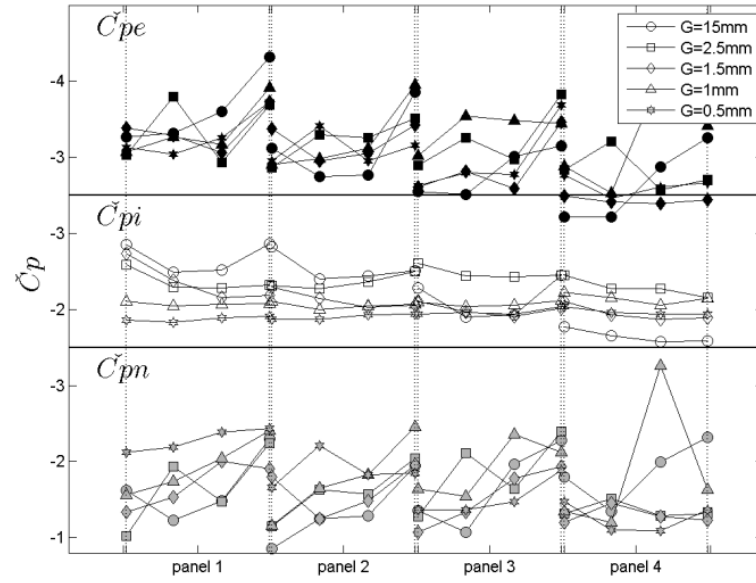 Čpe
-4
-3
Čpi
-3
-2
Čpn
-3
-2
-1
Čp
G=15mm
G=2.5mm
G=1.5mm
G=1mm
G=0.5mm
panel 1 panel 2 panel 3 panel 4